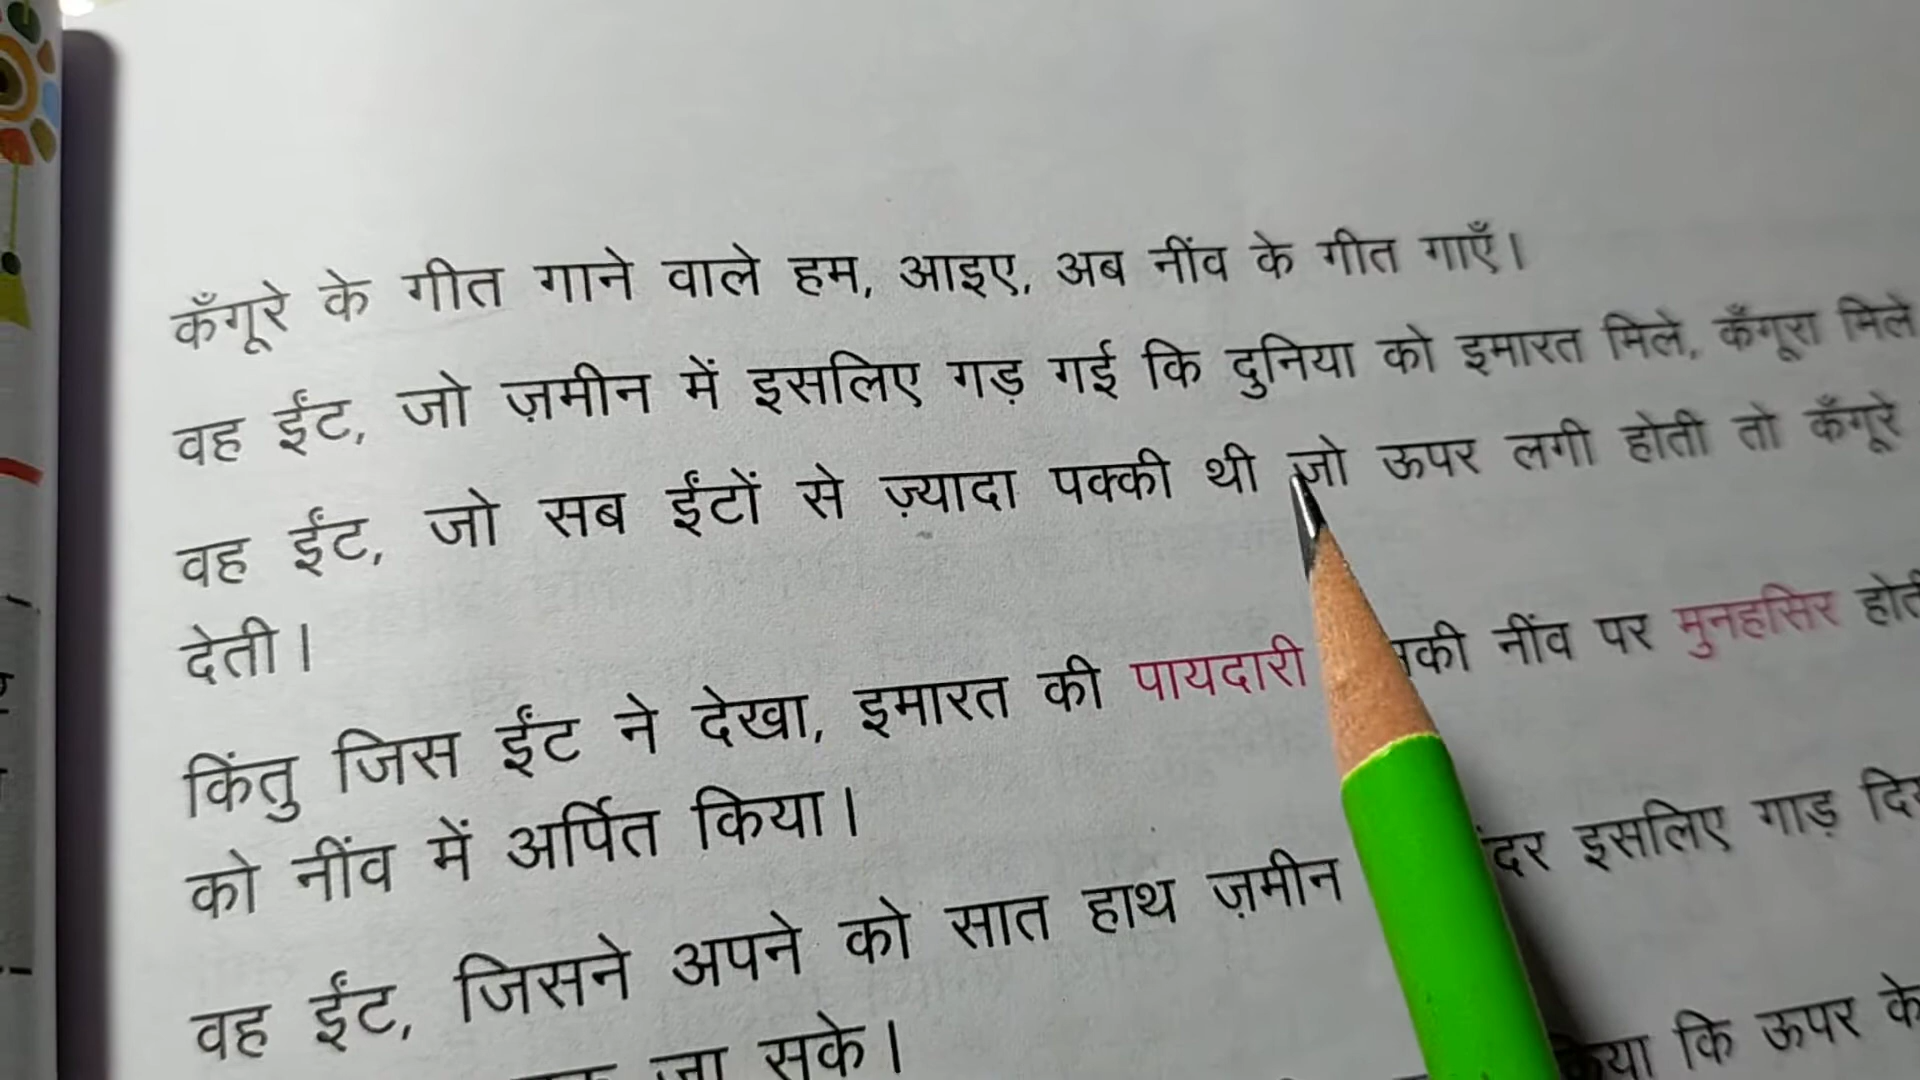 कँगूरे के गीत गाने वाले हम, आइए, अब नींव के गीत गाएँ।
वह ईंट, जो ज़मीन में इसलिए गड़ गई कि दुनिया को इमारत मिले, कँगूरा मिले
वह ईंट, जो सब ईंटों से ज़्यादा पक्की थी जो ऊपर लगी होती तो कँगूरे
देती।
किंतु जिस ईंट ने देखा, इमारत की पायदारी नींव पर मुनहसिर
को नींव में अर्पित किया।
वह ईंट, जिसने अपने को सात हाथ ज़मीन इसलिए गाड़
जा सके। कि ऊपर के